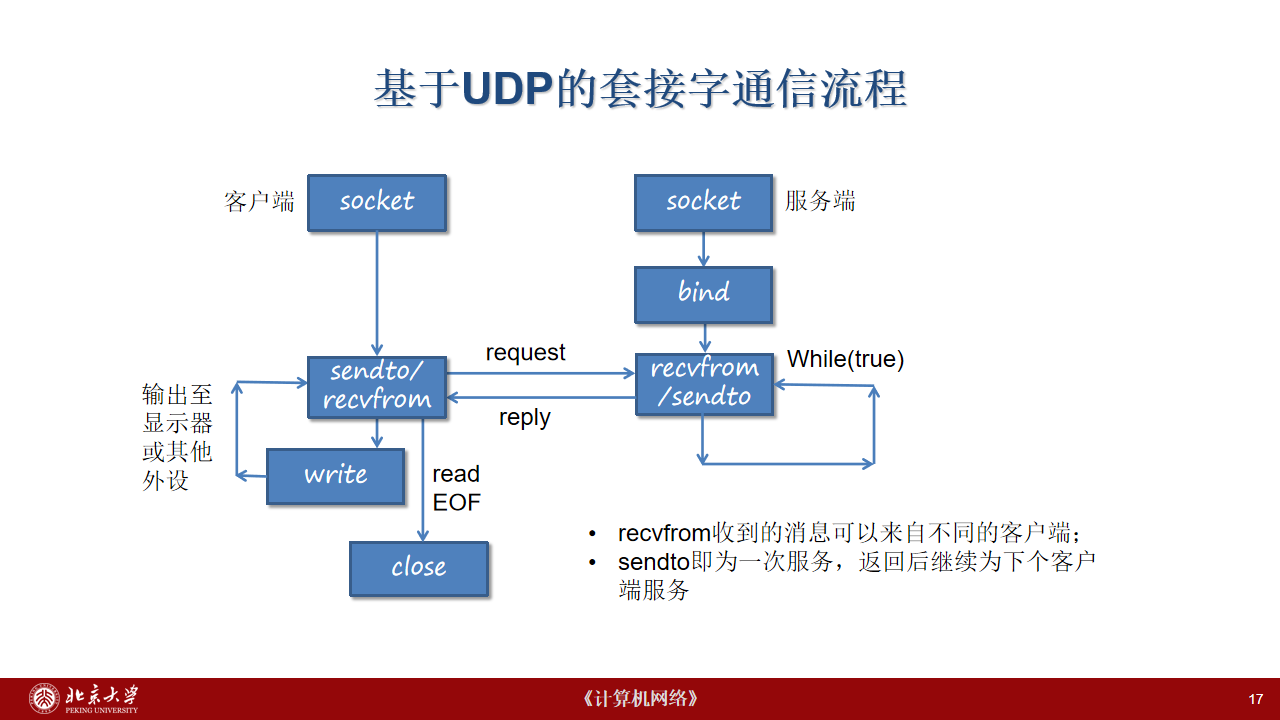 基于UDP的套接字通信流程
客户端
socket
socket
服务端
bind
request
While(true)
sendto/
recvfrom
recvfrom
/sendto
reply
输出至
显示器
或其他
外设
write
read
EOF
close
• recvfrom收到的消息可以来自不同的客户端；
• sendto即为一次服务，返回后继续为下个客户
端服务
北京大学
PEKING UNIVERSITY
《计算机网络》
17